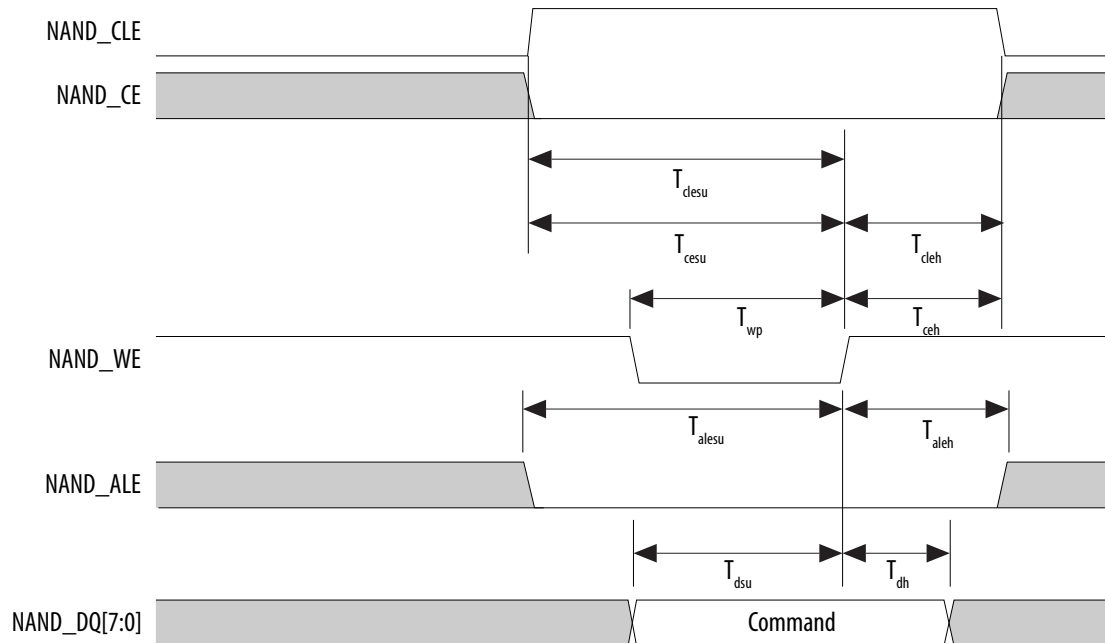 NAND_CLE
NAND_CE
T_clesu
T_cesu
T_cleh
T_wp
T_ceh
NAND_WE
T_alesu
T_aleh
NAND_ALE
T_dsu
T_dh
NAND_DQ[7:0]
Command